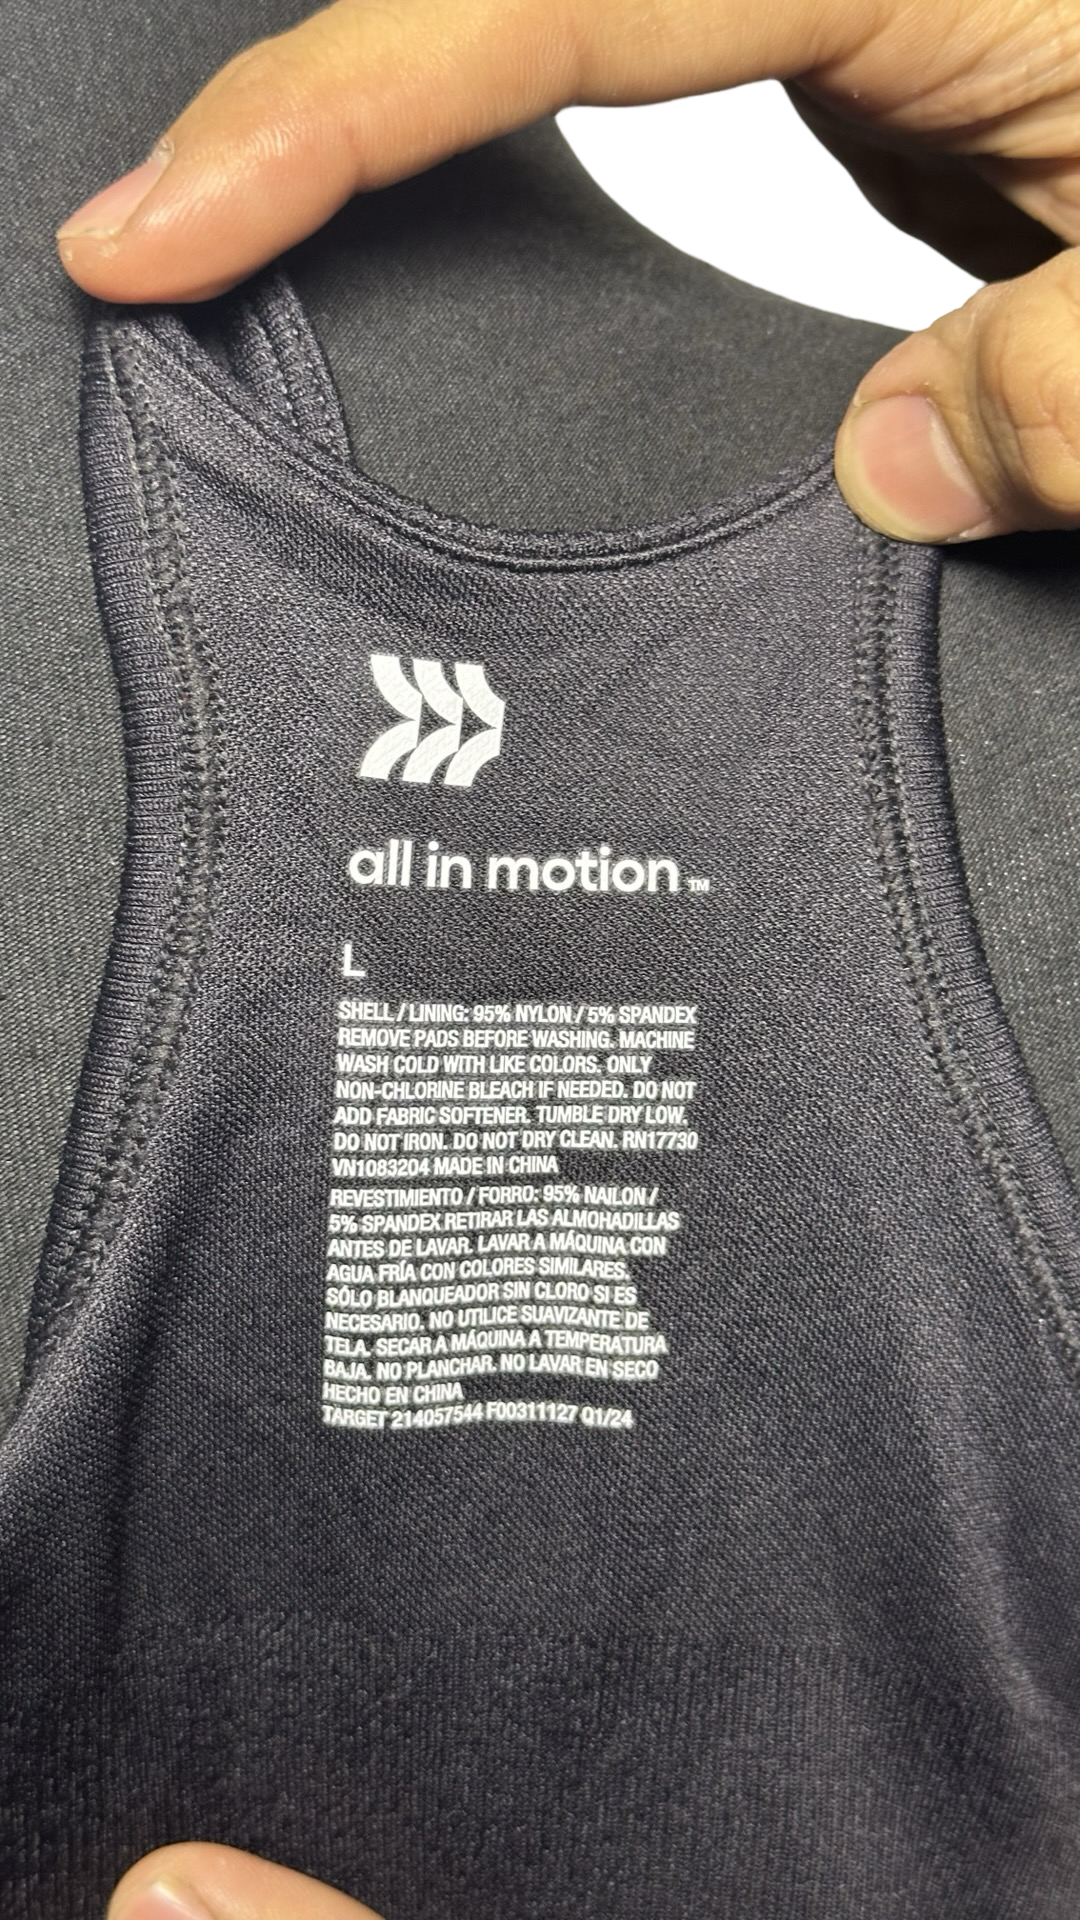 all in motion™
L
SHELL / LINING: 95% NYLON / 5% SPANDEX
REMOVE PADS BEFORE WASHING. MACHINE
WASH COLD WITH LIKE COLORS. ONLY
NON-CHLORINE BLEACH IF NEEDED. DO NOT
ADD FABRIC SOFTENER. TUMBLE DRY LOW.
DO NOT IRON. DO NOT DRY CLEAN. RN17730
VN1083204 MADE IN CHINA
REVESTIMIENTO / FORRO: 95% NAILON /
5% SPANDEX RETIRAR LAS ALMOHADILLAS
ANTES DE LAVAR. LAVAR A MÁQUINA CON
AGUA FRÍA CON COLORES SIMILARES.
SÓLO BLANQUEADOR SIN CLORO SI ES
NECESARIO. NO UTILICE SUAVIZANTE DE
TELA. SECAR A MÁQUINA A TEMPERATURA
BAJA. NO PLANCHAR. NO LAVAR EN SECO
HECHO EN CHINA
TARGET 214057544 F00311127 Q1/24